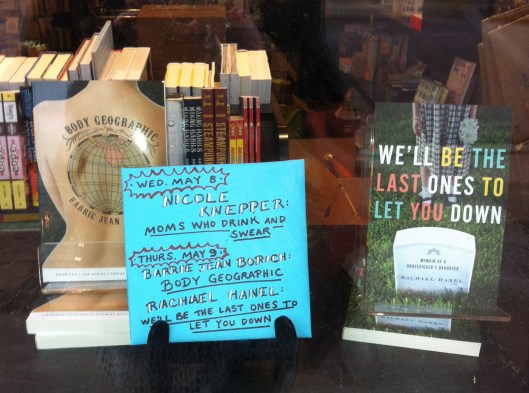 BODY GEOGRAPHIC
BARRIE JEAN
WED. MAY 8:
NICOLE
KNEPPER:
MOMS WHO DRINK AND
SWEAR
THURS. MAY 9:
BARRIE JEAN BORICH:
BODY GEOGRAPHIC
RACHAEL HANEL:
WE'LL BE THE LAST ONES TO
LET YOU DOWN
WE'LL BE THE
LAST ONES TO
LET YOU DOWN
MEMOIR OF A
GRAVEDIGGER'S DAUGHTER
RACHAEL HANEL